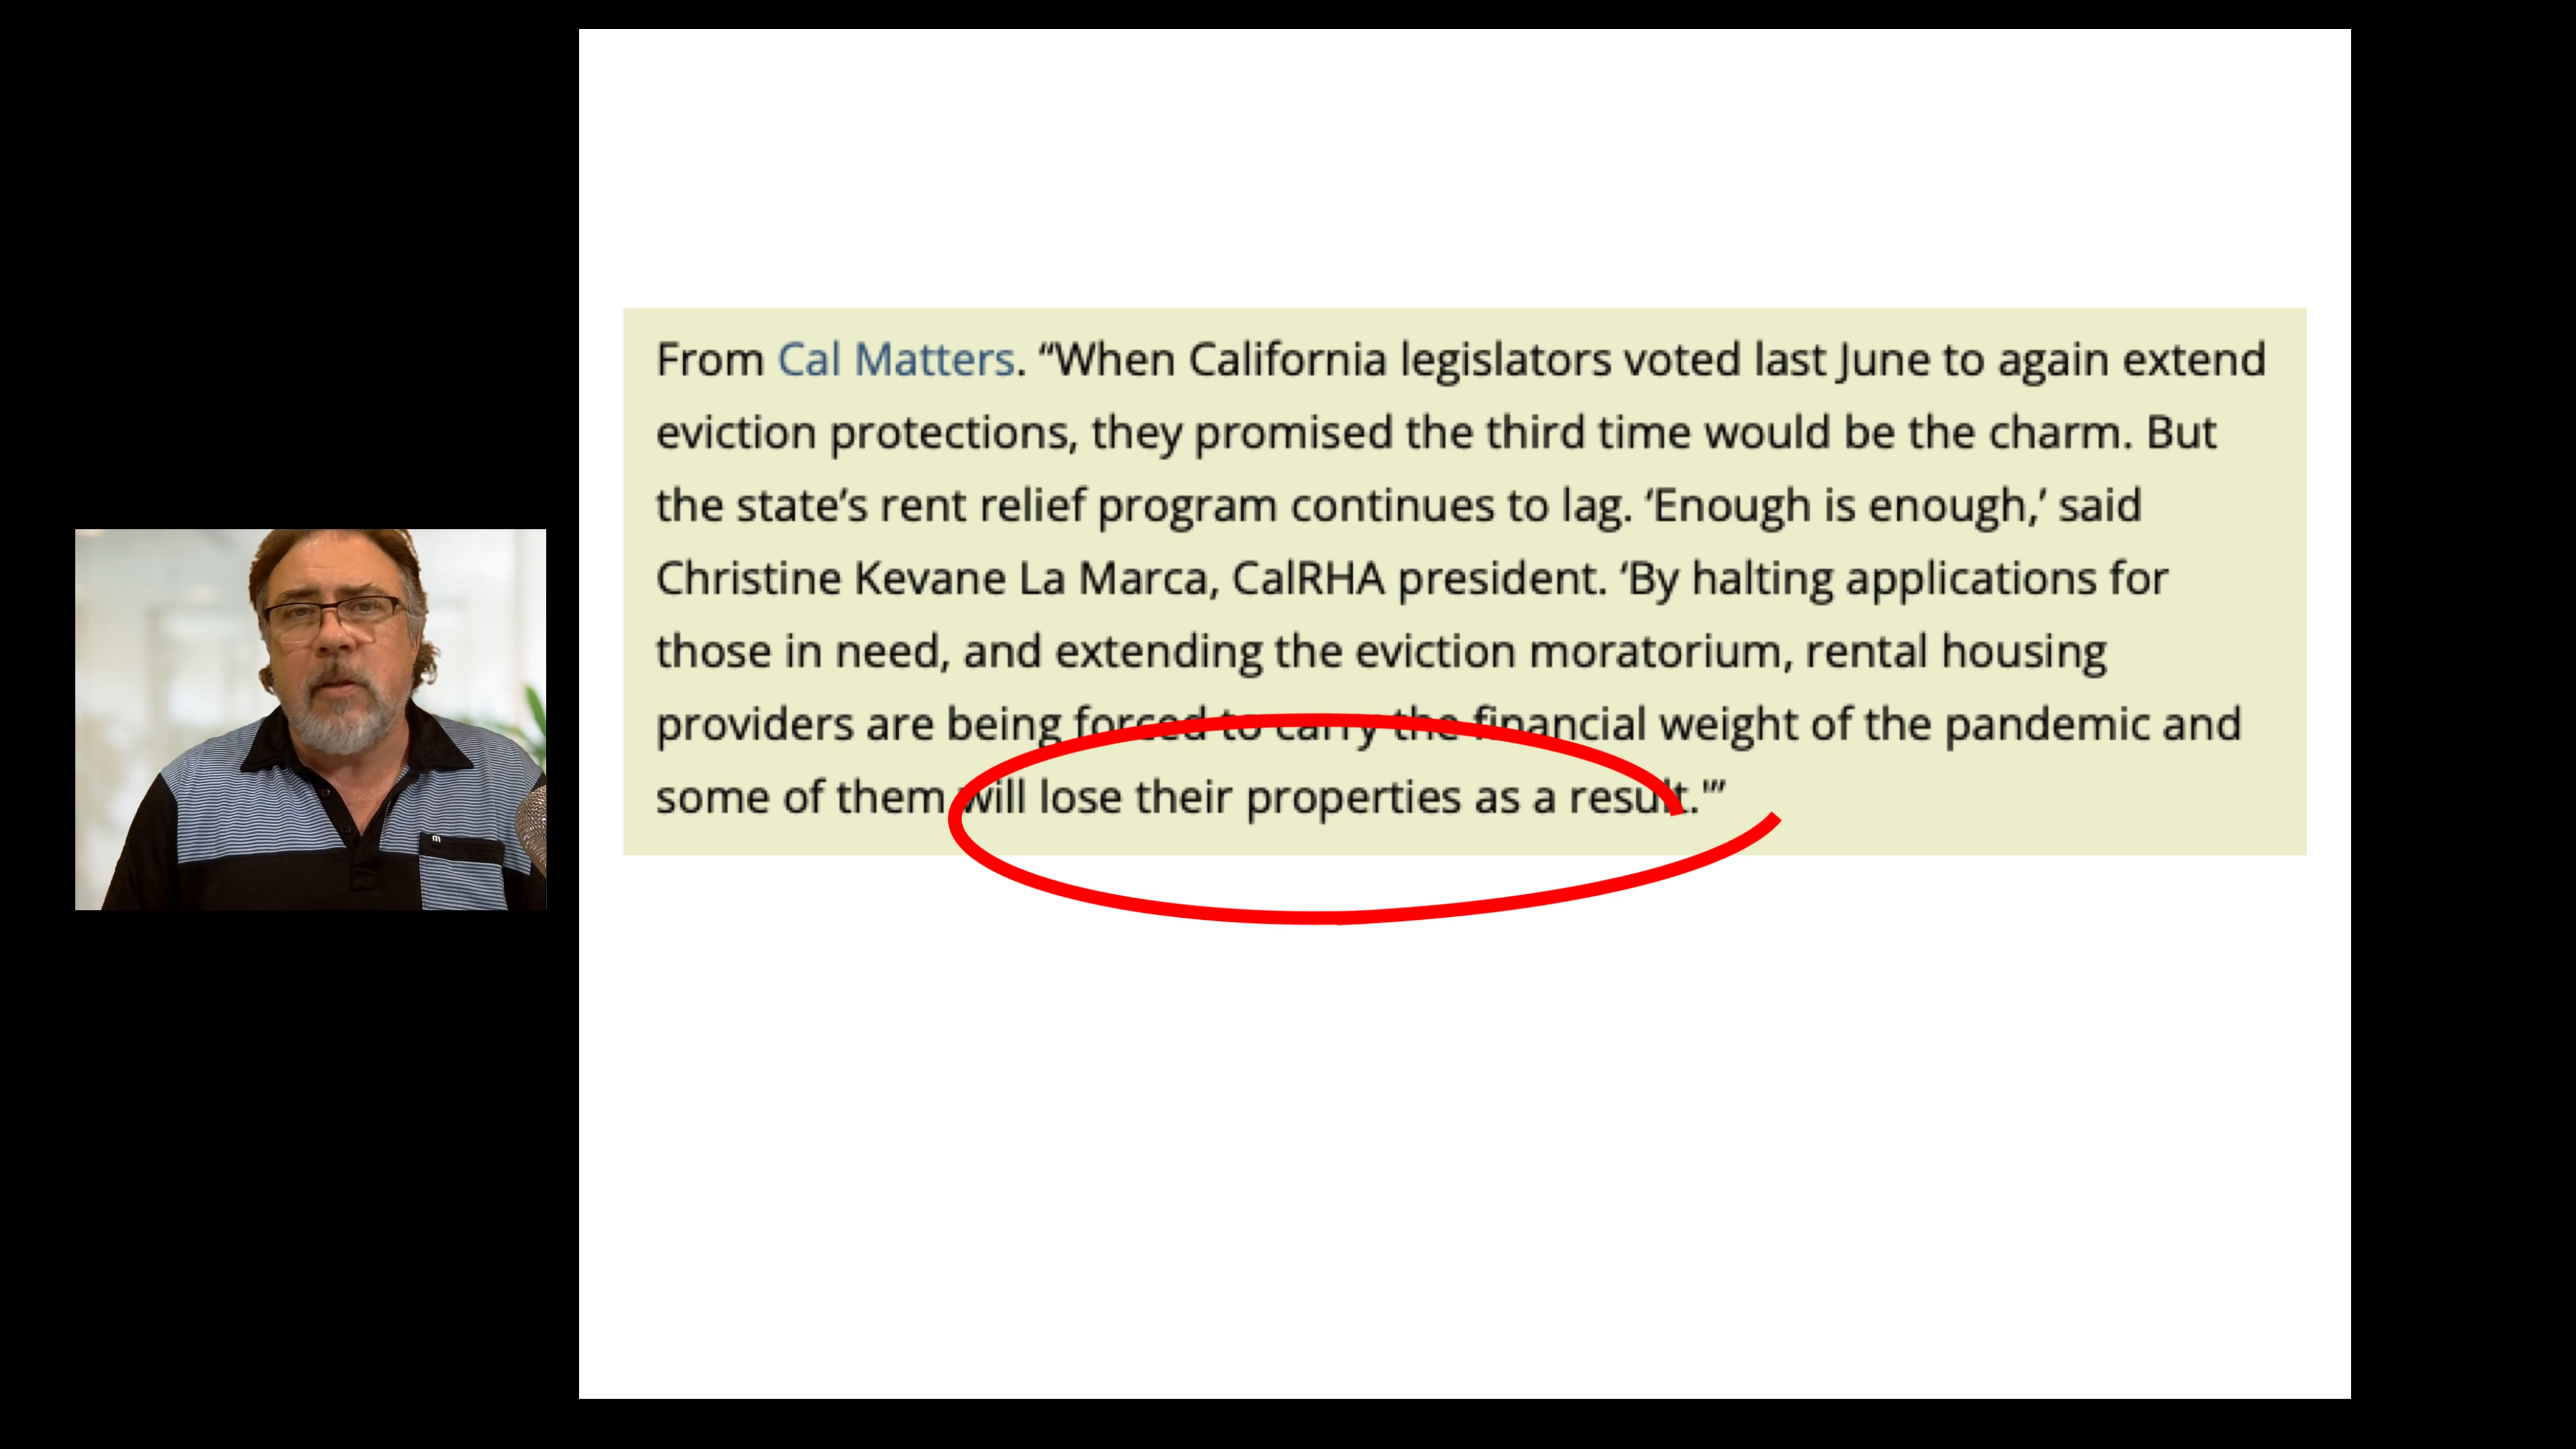 From Cal Matters. “When California legislators voted last June to again extend
eviction protections, they promised the third time would be the charm. But
the state’s rent relief program continues to lag. ‘Enough is enough,’ said
Christine Kevane La Marca, CalRHA president. ‘By halting applications for
those in need, and extending the eviction moratorium, rental housing
providers are being forced to carry the financial weight of the pandemic and
some of them will lose their properties as a result.'”